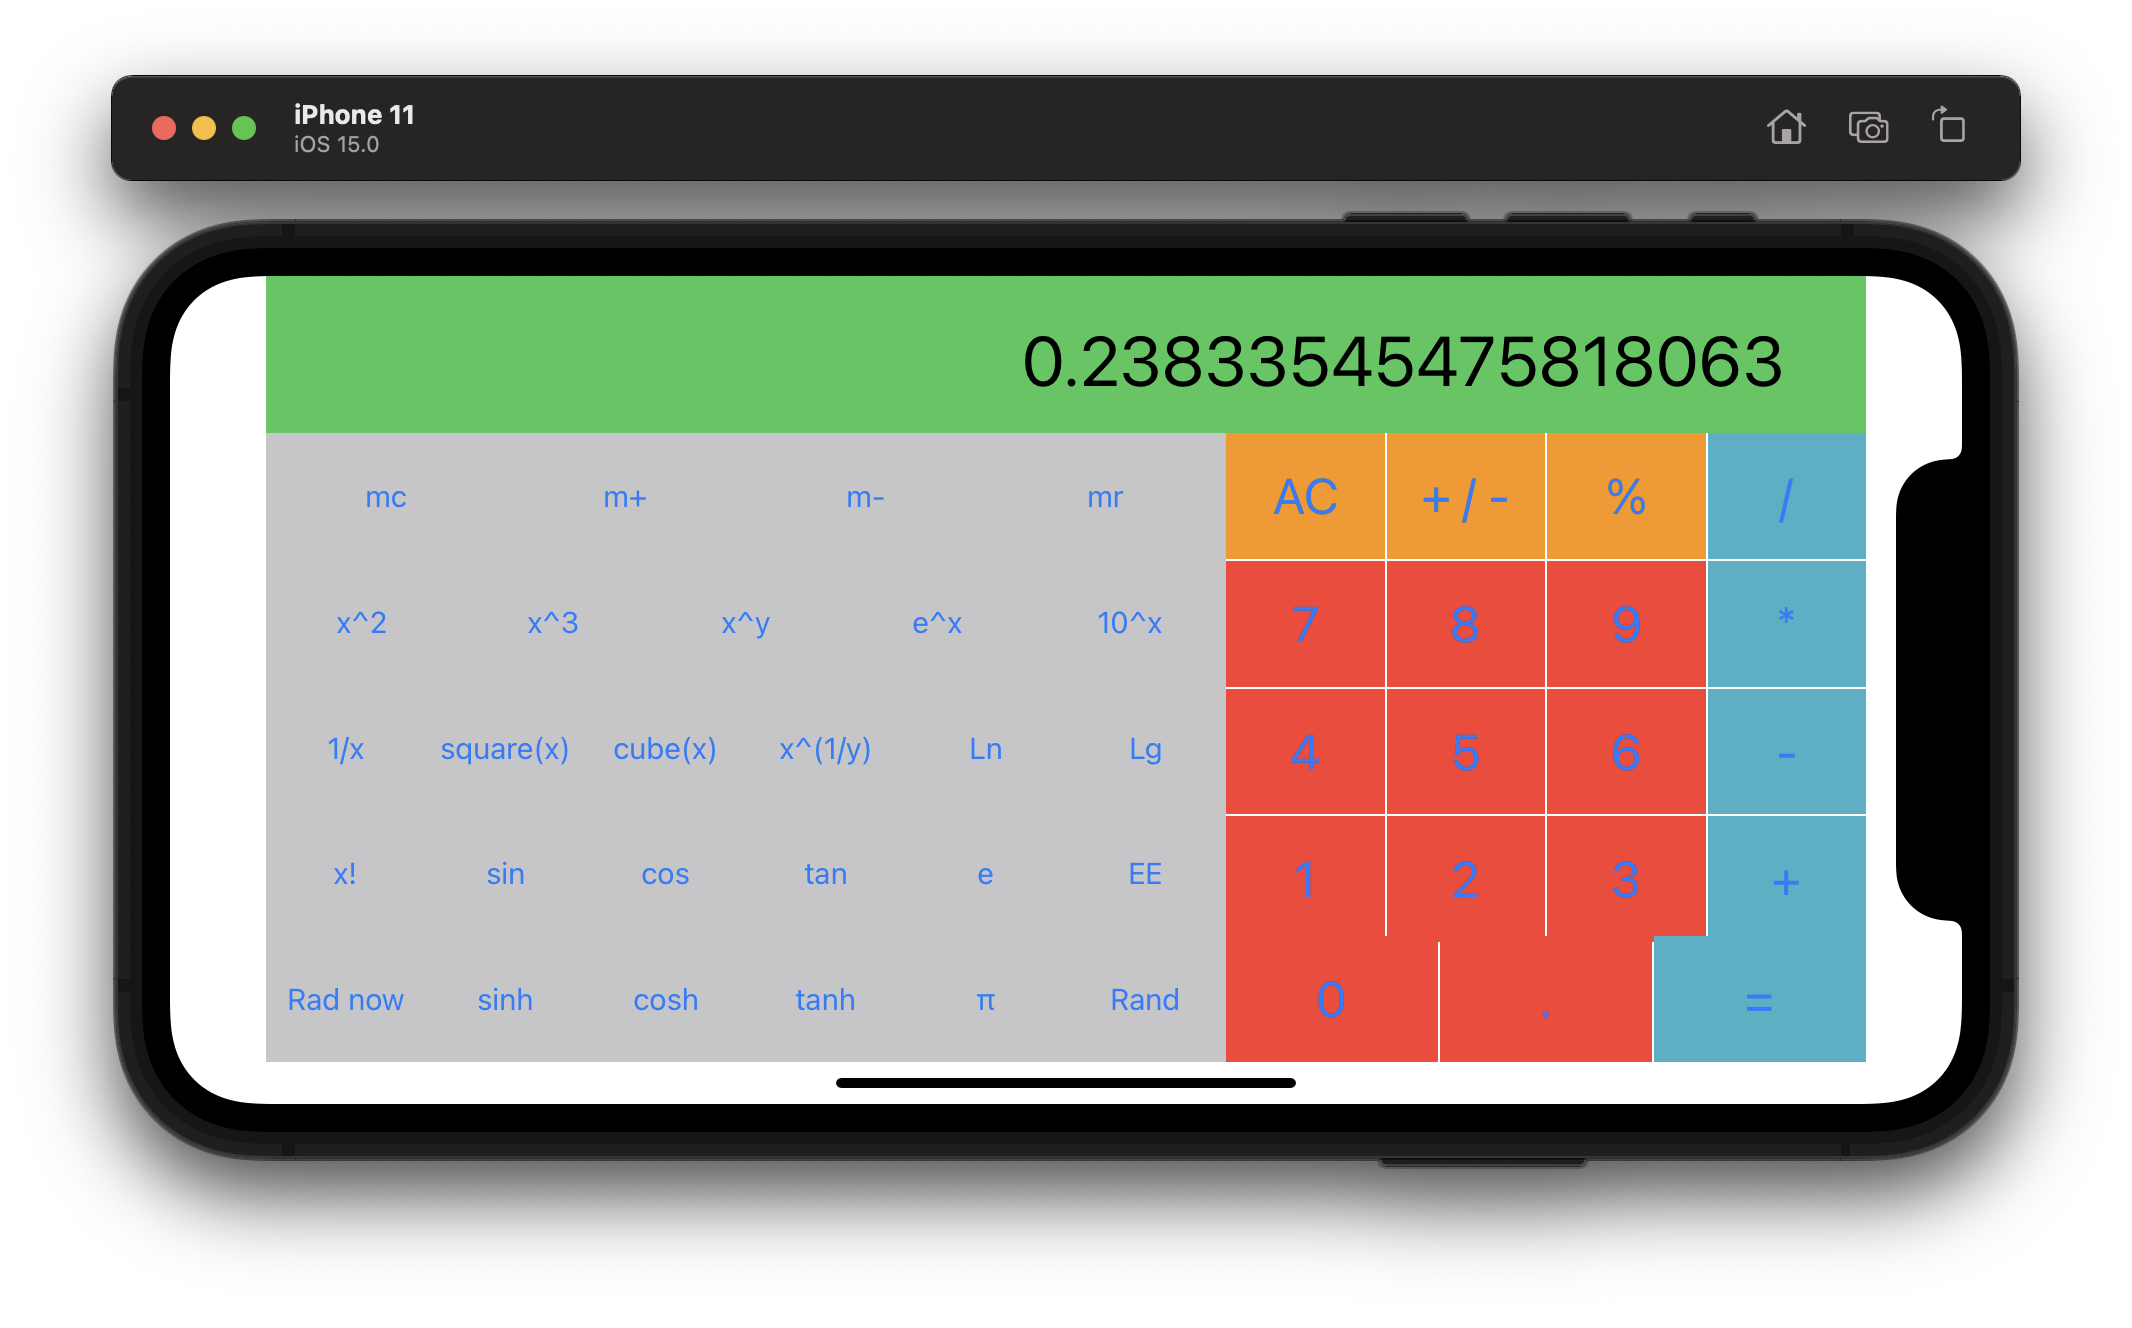 iPhone 11
iOS 15.0
0.23833545475818063
mc m+ m- mr AC +/- % /
x^2 x^3 x^y e^x 10^x 7 8 9 *
1/x square(x) cube(x) x^(1/y) Ln Lg 4 5 6 -
x! sin cos tan e EE 1 2 3 +
Rad now sinh cosh tanh π Rand 0 . =